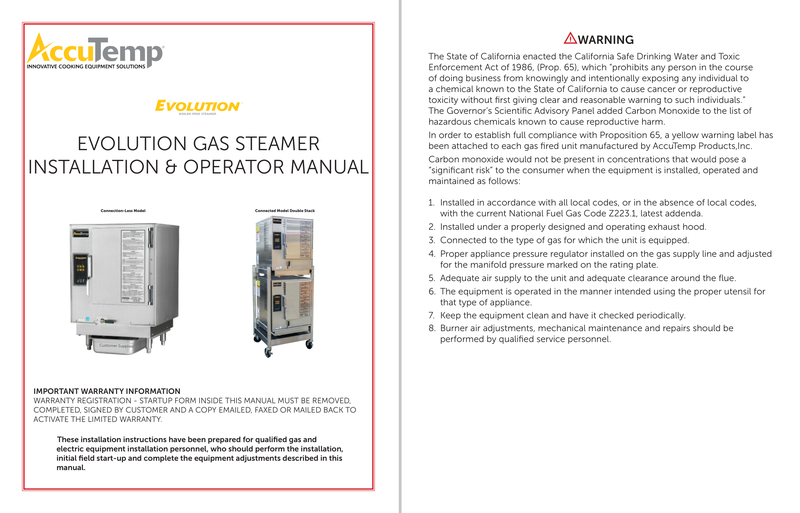 AccuTemp®
INNOVATIVE COOKING EQUIPMENT SOLUTIONS
EVOLUTION
BOILER-FREE STEAMER
EVOLUTION GAS STEAMER
INSTALLATION & OPERATOR MANUAL
Connection-Less Model
Connected Model Double Stack
Customer Supplied
IMPORTANT WARRANTY INFORMATION
WARRANTY REGISTRATION - STARTUP FORM INSIDE THIS MANUAL MUST BE REMOVED,
COMPLETED, SIGNED BY CUSTOMER AND A COPY EMAILED, FAXED OR MAILED BACK TO
ACTIVATE THE LIMITED WARRANTY.
These installation instructions have been prepared for qualified gas and
electric equipment installation personnel, who should perform the installation,
initial field start-up and complete the equipment adjustments described in this
manual.
WARNING
The State of California enacted the California Safe Drinking Water and Toxic
Enforcement Act of 1986, (Prop. 65), which "prohibits any person in the course
of doing business from knowingly and intentionally exposing any individual to
a chemical known to the State of California to cause cancer or reproductive
toxicity without first giving clear and reasonable warning to such individuals."
The Governor's Scientific Advisory Panel added Carbon Monoxide to the list of
hazardous chemicals known to cause reproductive harm.
In order to establish full compliance with Proposition 65, a yellow warning label has
been attached to each gas fired unit manufactured by AccuTemp Products,Inc.
Carbon monoxide would not be present in concentrations that would pose a
"significant risk" to the consumer when the equipment is installed, operated and
maintained as follows:
1. Installed in accordance with all local codes, or in the absence of local codes,
with the current National Fuel Gas Code Z223.1, latest addenda.
2. Installed under a properly designed and operating exhaust hood.
3. Connected to the type of gas for which the unit is equipped.
4. Proper appliance pressure regulator installed on the gas supply line and adjusted
for the manifold pressure marked on the rating plate.
5. Adequate air supply to the unit and adequate clearance around the flue.
6. The equipment is operated in the manner intended using the proper utensil for
that type of appliance.
7. Keep the equipment clean and have it checked periodically.
8. Burner air adjustments, mechanical maintenance and repairs should be
performed by qualified service personnel.